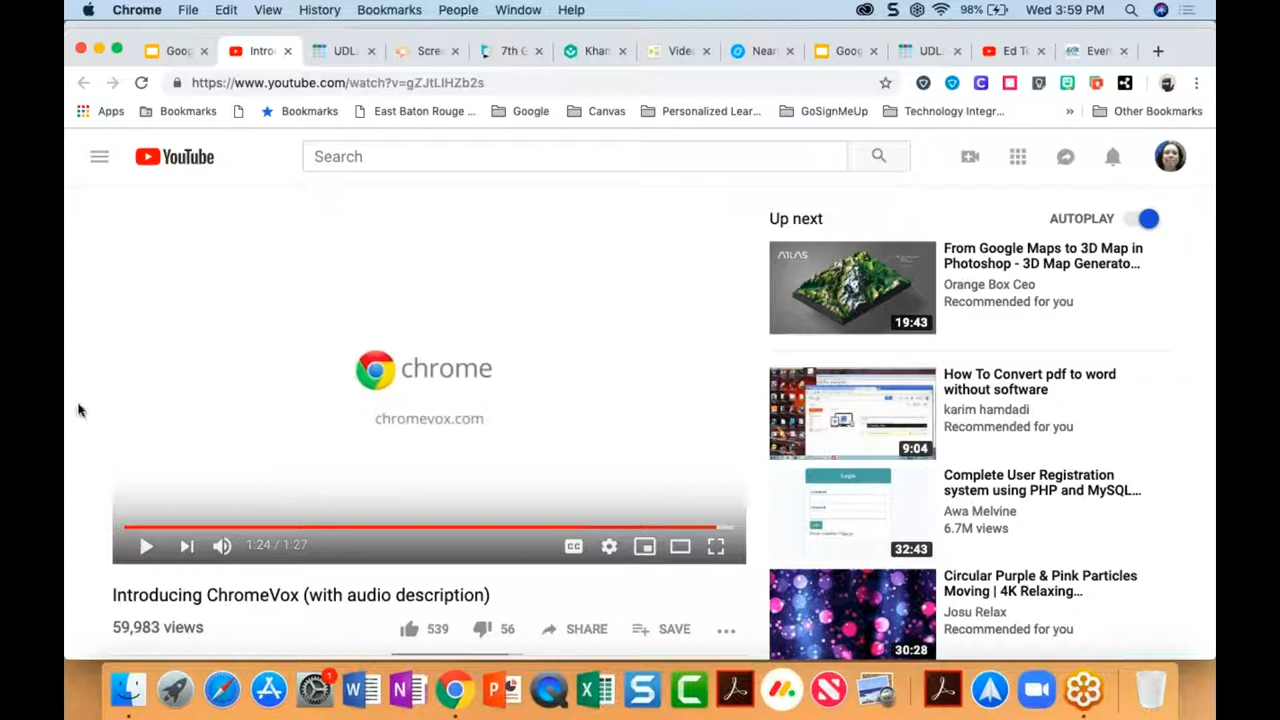 Chrome File Edit View History Bookmarks People Window Help 98% Wed 3:59 PM
Goog Intro UDL Scre 7th G Khan Vide Near Goog UDL Ed T Ever
https://www.youtube.com/watch?v=gZJtLIHZb2s
Apps Bookmarks Bookmarks East Baton Rouge ... Google Canvas Personalized Lear... GoSignMeUp Technology Integr... » Other Bookmarks
YouTube Search
Up next AUTOPLAY
ATLAS
19:43
From Google Maps to 3D Map in
Photoshop - 3D Map Generato...
Orange Box Ceo
Recommended for you
chrome
chromevox.com
How To Convert pdf to word
without software
karim hamdadi
Recommended for you
9:04
Login
Complete User Registration
system using PHP and MySQL...
Awa Melvine
6.7M views
32:43
1:24 / 1:27
CC
Introducing ChromeVox (with audio description)
59,983 views
539 56 SHARE SAVE
Circular Purple & Pink Particles
Moving | 4K Relaxing...
Josu Relax
Recommended for you
30:28